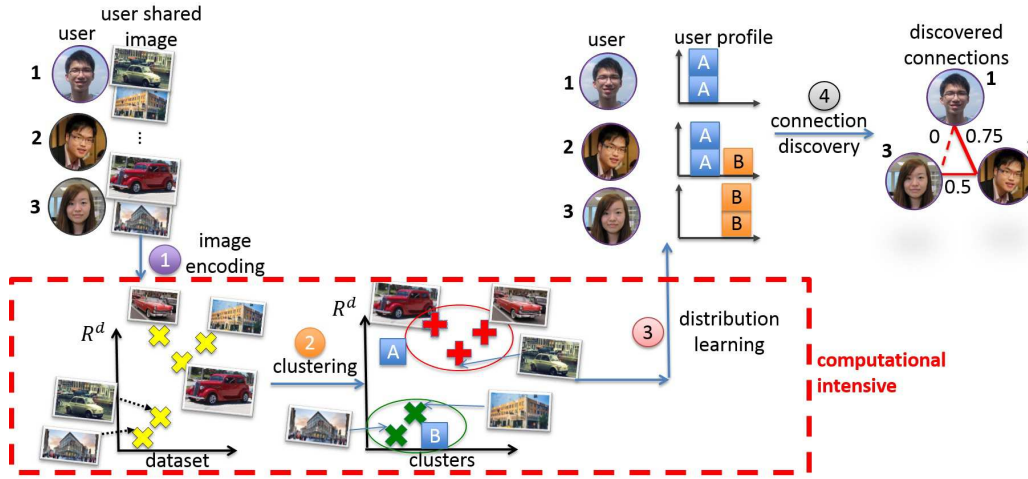 user
user shared
image
1
2
...
3
1
image
encoding
user
user profile
1
A
A
2
A
A
B
3
B
B
4
connection
discovery
discovered
connections
1
0
0.75
3
0.5
R^d
dataset
2
clustering
R^d
A
B
clusters
3
distribution
learning
computational
intensive